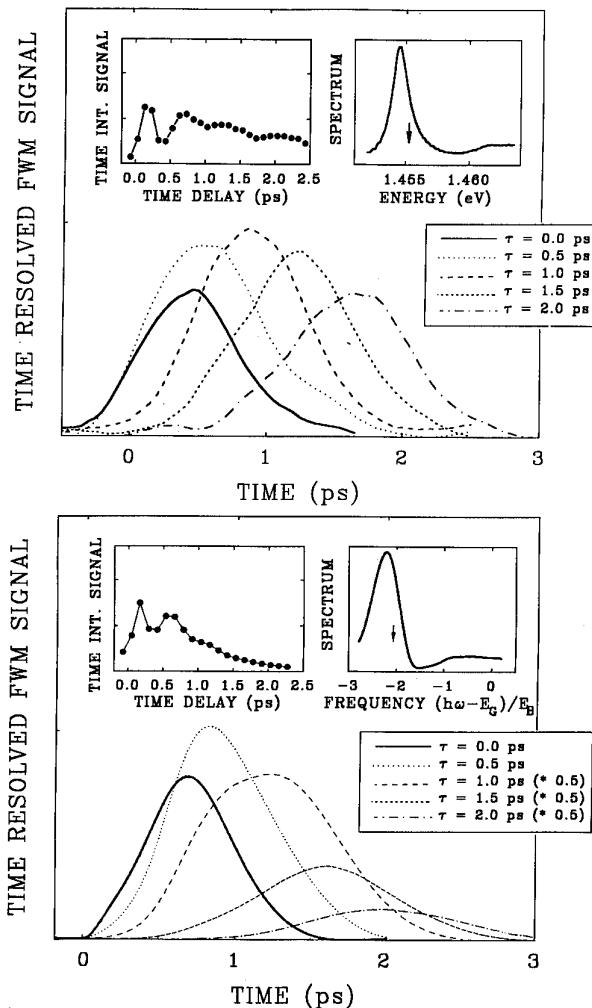 TIME RESOLVED FWM SIGNAL
TIME INT. SIGNAL
0.0 0.5 1.0 1.5 2.0 2.5
TIME DELAY (ps)
SPECTRUM
1.455 1.460
ENERGY (eV)
τ = 0.0 ps
τ = 0.5 ps
τ = 1.0 ps
τ = 1.5 ps
τ = 2.0 ps
0 1 2 3
TIME (ps)
TIME RESOLVED FWM SIGNAL
TIME INT. SIGNAL
0.0 0.5 1.0 1.5 2.0 2.5
TIME DELAY (ps)
SPECTRUM
-3 -2 -1 0
FREQUENCY (ħω-E_G)/E_B
τ = 0.0 ps
τ = 0.5 ps
τ = 1.0 ps (* 0.5)
τ = 1.5 ps (* 0.5)
τ = 2.0 ps (* 0.5)
0 1 2 3
TIME (ps)